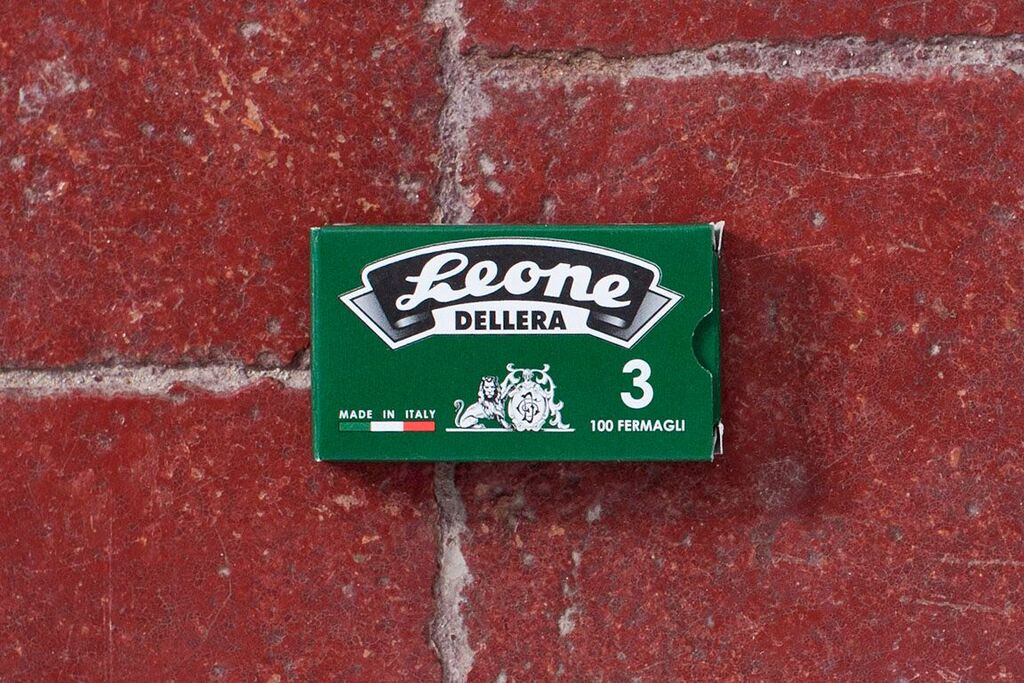 Leone
DELLERA
3
MADE IN ITALY
100 FERMAGLI